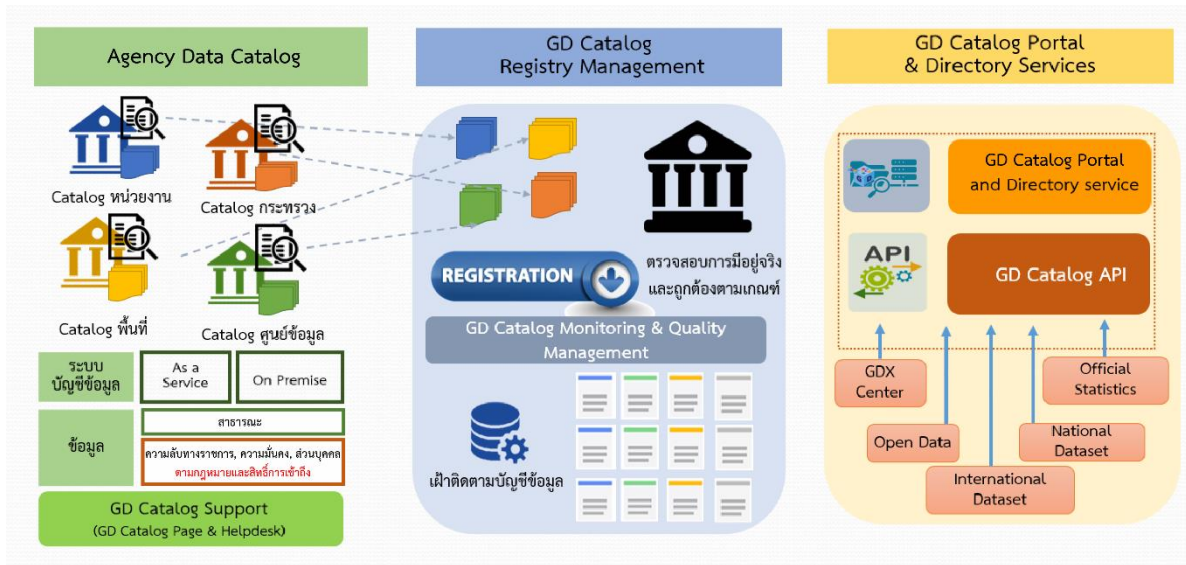 Agency Data Catalog
Catalog หน่วยงาน
Catalog กระทรวง
Catalog พื้นที่
Catalog ศูนย์ข้อมูล
ระบบ
บัญชีข้อมูล
As a
Service
On Premise
ข้อมูล
สาธารณะ
ความลับทางราชการ, ความมั่นคง, ส่วนบุคคล
ตามกฎหมายและสิทธิ์การเข้าถึง
GD Catalog Support
(GD Catalog Page & Helpdesk)
GD Catalog
Registry Management
REGISTRATION
ตรวจสอบการมีอยู่จริง
และถูกต้องตามเกณฑ์
GD Catalog Monitoring & Quality
Management
เฝ้าติดตามบัญชีข้อมูล
GD Catalog Portal
& Directory Services
GD Catalog Portal
and Directory service
API
GD Catalog API
GDX
Center
Official
Statistics
Open Data
National
Dataset
International
Dataset